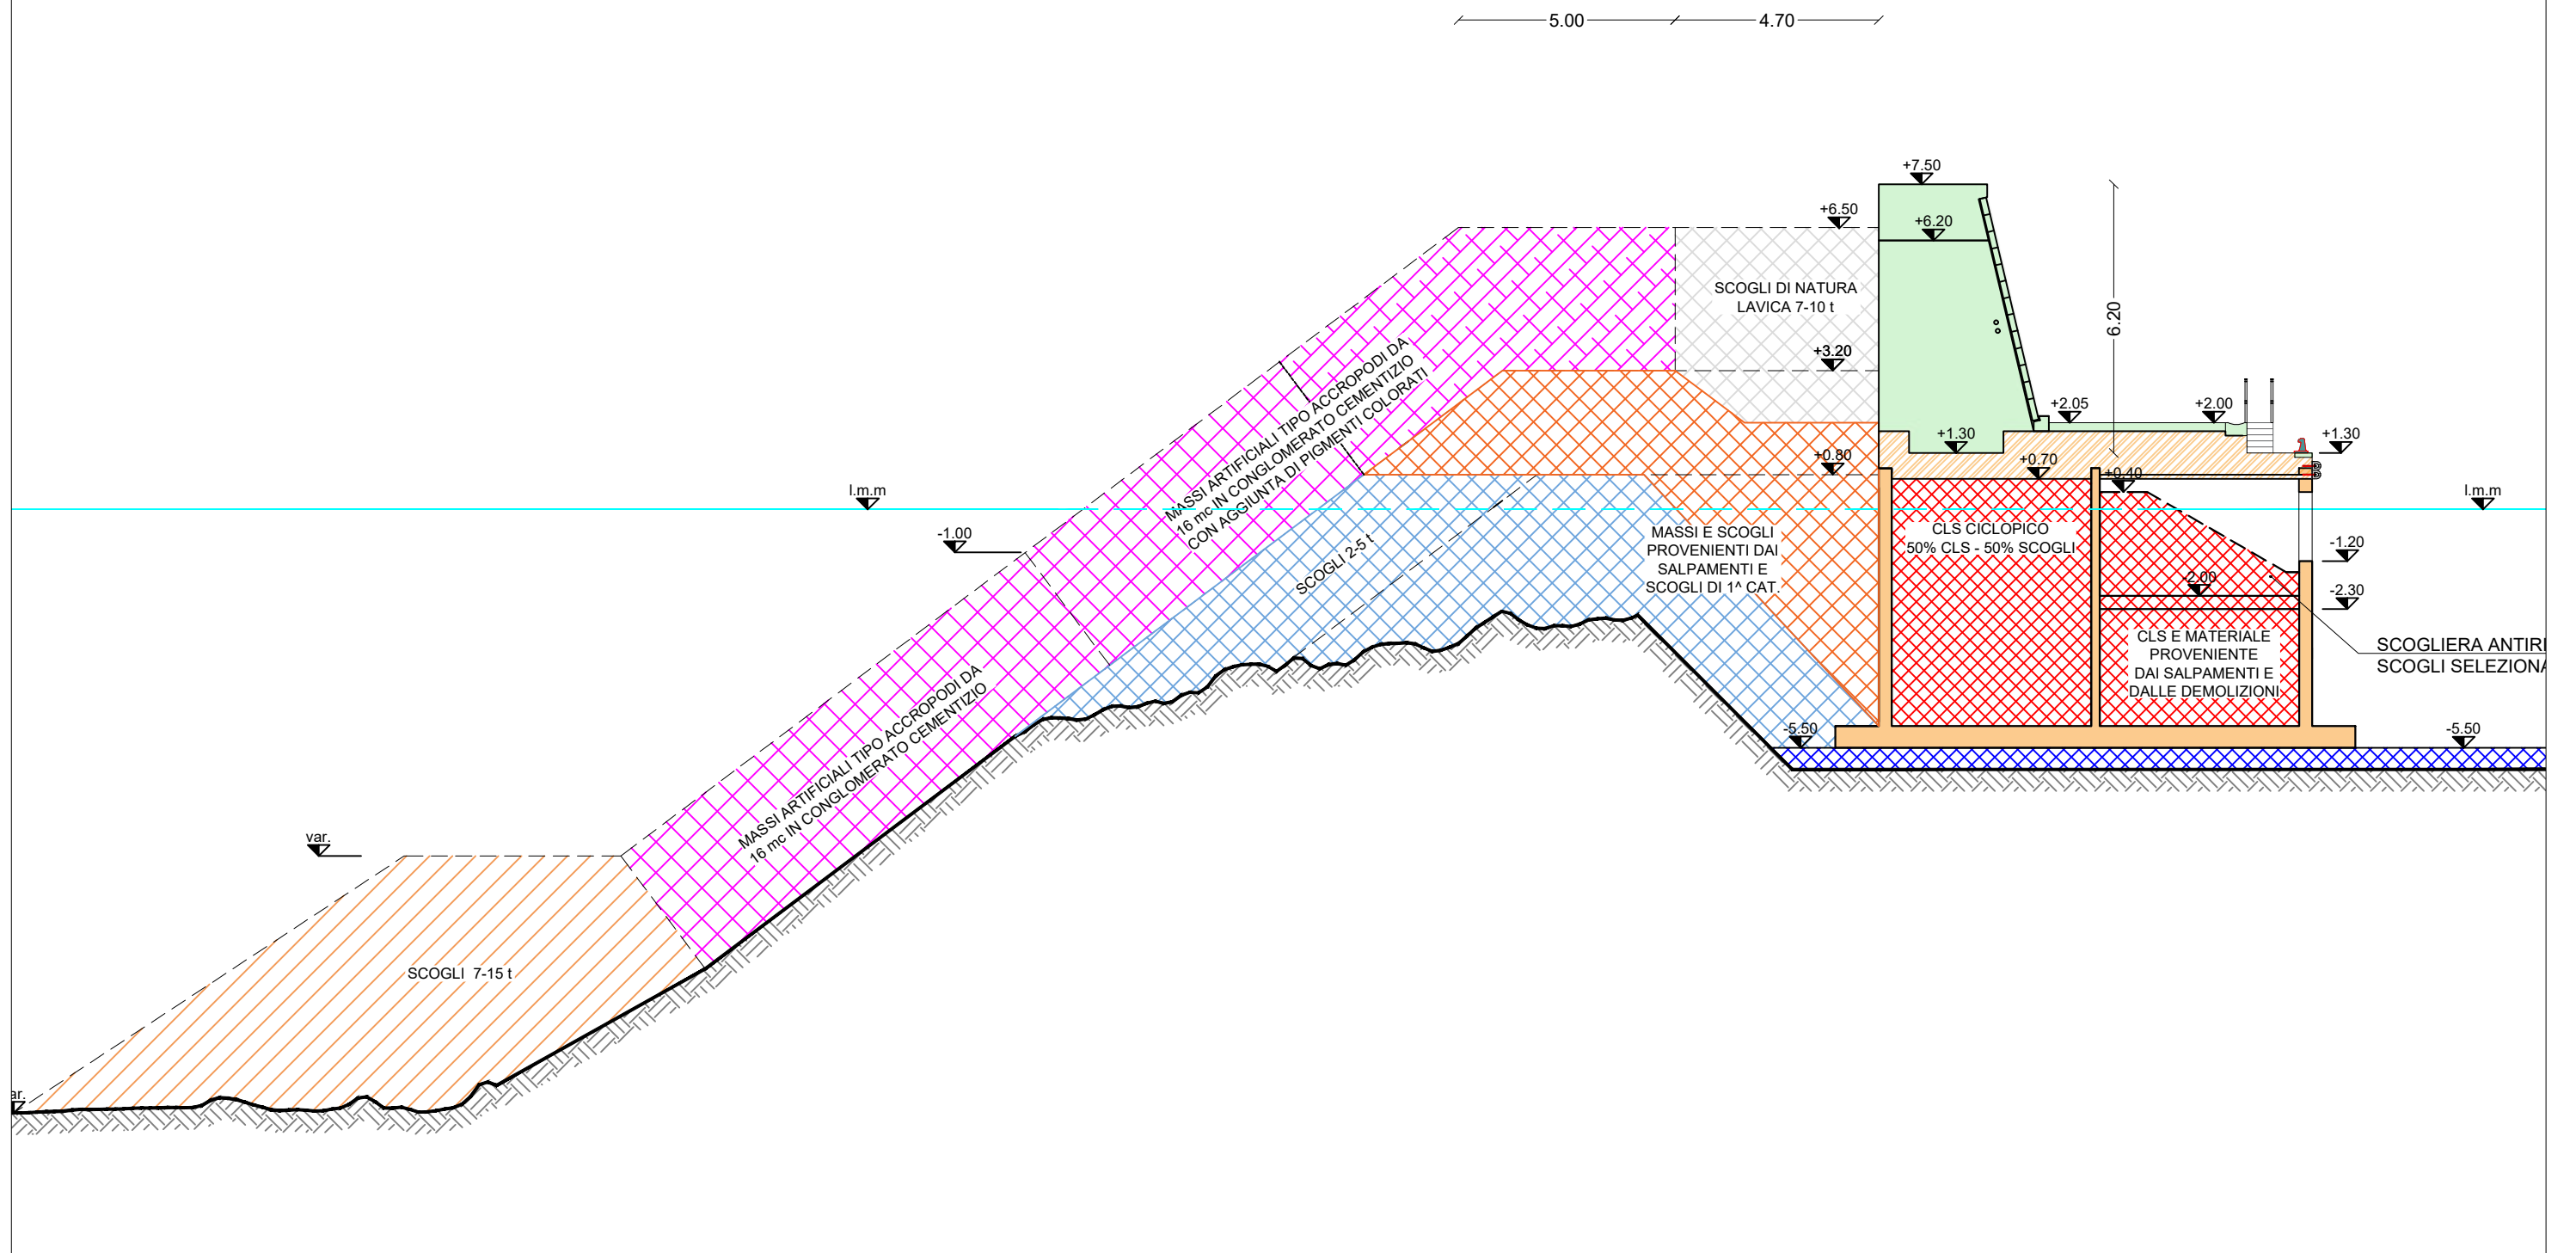 5.00
4.70
+7.50
+6.50
+6.20
SCOGLI DI NATURA
LAVICA 7-10 t
6.20
+3.20
MASSI ARTIFICIALI TIPO ACCROPODI DA
16 mc IN CONGLOMERATO CEMENTIZIO
CON AGGIUNTA DI PIGMENTI COLORATI
+2.05
+2.00
+1.30
+1.30
+0.80
+0.70
+0.40
l.m.m
l.m.m
-1.00
SCOGLI 2-5 t
MASSI E SCOGLI
PROVENIENTI DAI
SALPAMENTI E
SCOGLI DI 1^ CAT.
CLS CICLOPICO
50% CLS - 50% SCOGLI
-1.20
-2.00
-2.30
CLS E MATERIALE
PROVENIENTE
DAI SALPAMENTI E
DALLE DEMOLIZIONI
SCOGLIERA ANTIRI
SCOGLI SELEZIONA
MASSI ARTIFICIALI TIPO ACCROPODI DA
16 mc IN CONGLOMERATO CEMENTIZIO
-5.50
-5.50
var.
SCOGLI 7-15 t
ar.